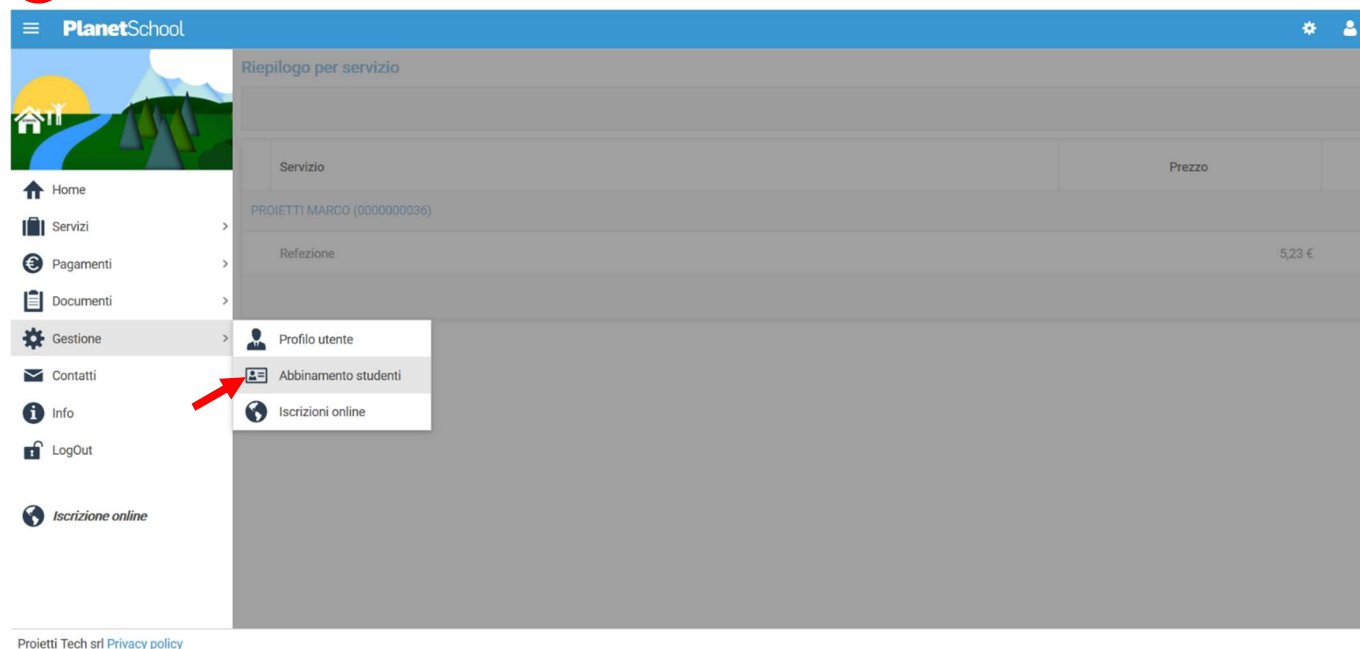 PlanetSchool
Riepilogo per servizio
Servizio Prezzo
PROIETTI MARCO (0000000036)
Refezione 5,23 €
Home
Servizi
Pagamenti
Documenti
Gestione
Profilo utente
Abbinamento studenti
Iscrizioni online
Contatti
Info
LogOut
Iscrizione online
Proietti Tech srl Privacy policy